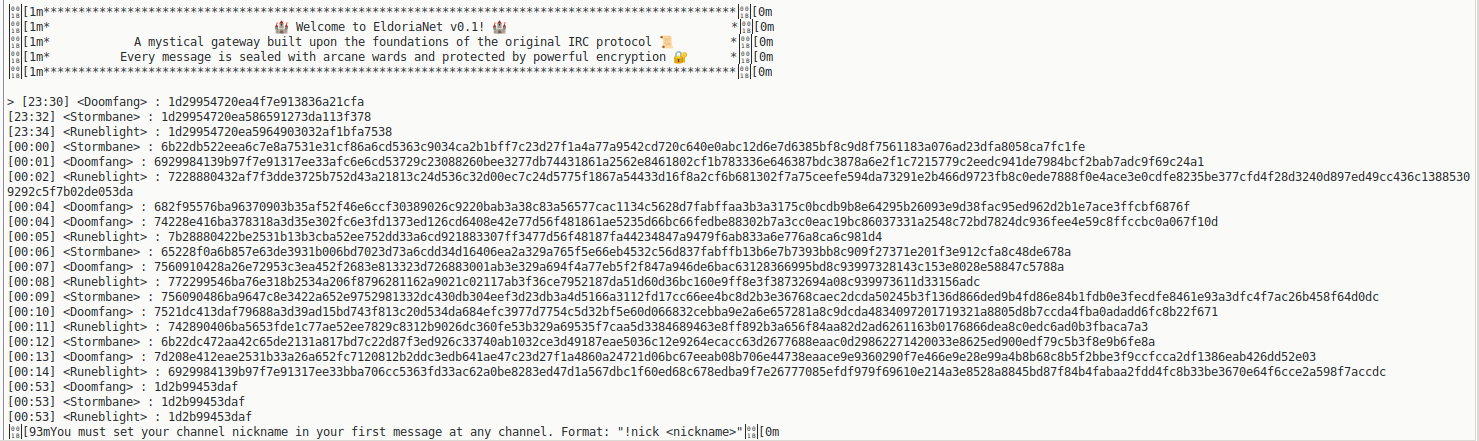 [1m****************************************************************************************************[0m
[1m* 🏰 Welcome to EldoriaNet v0.1! 🏰 *[0m
[1m* A mystical gateway built upon the foundations of the original IRC protocol 📜 *[0m
[1m* Every message is sealed with arcane wards and protected by powerful encryption 🔐 *[0m
[1m****************************************************************************************************[0m
> [23:30] <Doomfang> : 1d29954720ea4f7e913836a21cfa
[23:32] <Stormbane> : 1d29954720ea586591273da113f378
[23:34] <Runeblight> : 1d29954720ea5964903032af1bfa7538
[00:00] <Stormbane> : 6b22db522eea6c7e8a7531e31cf86a6cd5363c9034ca2b1bff7c23d27f1a4a77a9542cd720c640e0abc12d6e7d6385bf8c9d8f7561183a076ad23dfa8058ca7fc1fe
[00:01] <Doomfang> : 6929984139b97f7e91317ee33afc6e6cd53729c23088260bee3277db74431861a2562e8461802cf1b783336e646387bdc3878a6e2f1c7215779c2eedc941de7984bcf2bab7adc9f69c24a1
[00:02] <Runeblight> : 7228880432af7f3dde3725b752d43a21813c24d536c32d00ec7c24d5775f1867a54433d16f8a2cf6b681302f7a75ceefe594da73291e2b466d9723fb8c0ede7888f0e4ace3e0cdfe8235be377cfd4f28d3240d897ed49cc436c1388530
9292c5f7b02de053da
[00:04] <Doomfang> : 682f95576ba96370903b35af52f46e6ccf30389026c9220bab3a38c83a56577cac1134c5628d7fabffaa3b3a3175c0bcdb9b8e64295b26093e9d38fac95ed962d2b1e7ace3ffcbf6876f
[00:04] <Doomfang> : 74228e416ba378318a3d35e302fc6e3fd1373ed126cd6408e42e77d56f481861ae5235d66bc66fedbe88302b7a3cc0eac19bc86037331a2548c72bd7824dc936fee4e59c8ffccbc0a067f10d
[00:05] <Runeblight> : 7b28880422be2531b13b3cba52ee752dd33a6cd921883307ff3477d56f48187fa44234847a9479f6ab833a6e776a8ca6c981d4
[00:06] <Stormbane> : 65228f0a6b857e63de3931b006bd7023d73a6cdd34d16406ea2a329a765f5e66eb4532c56d837fabffb13b6e7b7393bb8c909f27371e201f3e912cfa8c48de678a
[00:07] <Doomfang> : 7560910428a26e72953c3ea452f2683e813323d726883001ab3e329a694f4a77eb5f2f847a946de6bac63128366995bd8c93997328143c153e8028e58847c5788a
[00:08] <Runeblight> : 772299546ba76e318b2534a206f8796281162a9021c02117ab3f36ce7952187da51d60d36bc160e9ff8e3f38732694a08c939973611d33156adc
[00:09] <Stormbane> : 756090486ba9647c8e3422a652e9752981332dc430db304eef3d23db3a4d5166a3112fd17cc66ee4bc8d2b3e36768caec2dcda50245b3f136d866ded9b4fd86e84b1fdb0e3fecdfe8461e93a3dfc4f7ac26b458f64d0dc
[00:10] <Doomfang> : 7521dc413daf79688a3d39ad15bd743f813c20d534da684efc3977d7754c5d32bf5e60d066832cebba9e2a6e657281a8c9dcda4834097201719321a8805d8b7ccda4fba0adadd6fc8b22f671
[00:11] <Runeblight> : 742890406ba5653fde1c77ae52ee7829c8312b9026dc360fe53b329a69535f7caa5d3384689463e8ff892b3a656f84aa82d2ad6261163b0176866dea8c0edc6ad0b3fbaca7a3
[00:12] <Stormbane> : 6b22dc472aa42c65de2131a817bd7c22d87f3ed926c33740ab1032ce3d49187eae5036c12e9264ecacc63d2677688eaac0d29862271420033e8625ed900edf79c5b3f8e9b6fe8a
[00:13] <Doomfang> : 7d208e412eae2531b33a26a652fc7120812b2ddc3edb641ae47c23d27f1a4860a24721d06bc67eeab08b706e44738eaace9e9360290f7e466e9e28e99a4b8b68c8b5f2bbe3f9ccfcca2df1386eab426dd52e03
[00:14] <Runeblight> : 6929984139b97f7e91317ee33bba706cc5363fd33ac62a0be8283ed47d1a567dbc1f60ed68c678edba9f7e26777085efdf979f69610e214a3e8528a8845bd87f84b4fabaa2fdd4fc8b33be3670e64f6cce2a598f7accdc
[00:53] <Doomfang> : 1d2b99453daf
[00:53] <Stormbane> : 1d2b99453daf
[00:53] <Runeblight> : 1d2b99453daf
[93mYou must set your channel nickname in your first message at any channel. Format: "!nick <nickname>"[0m